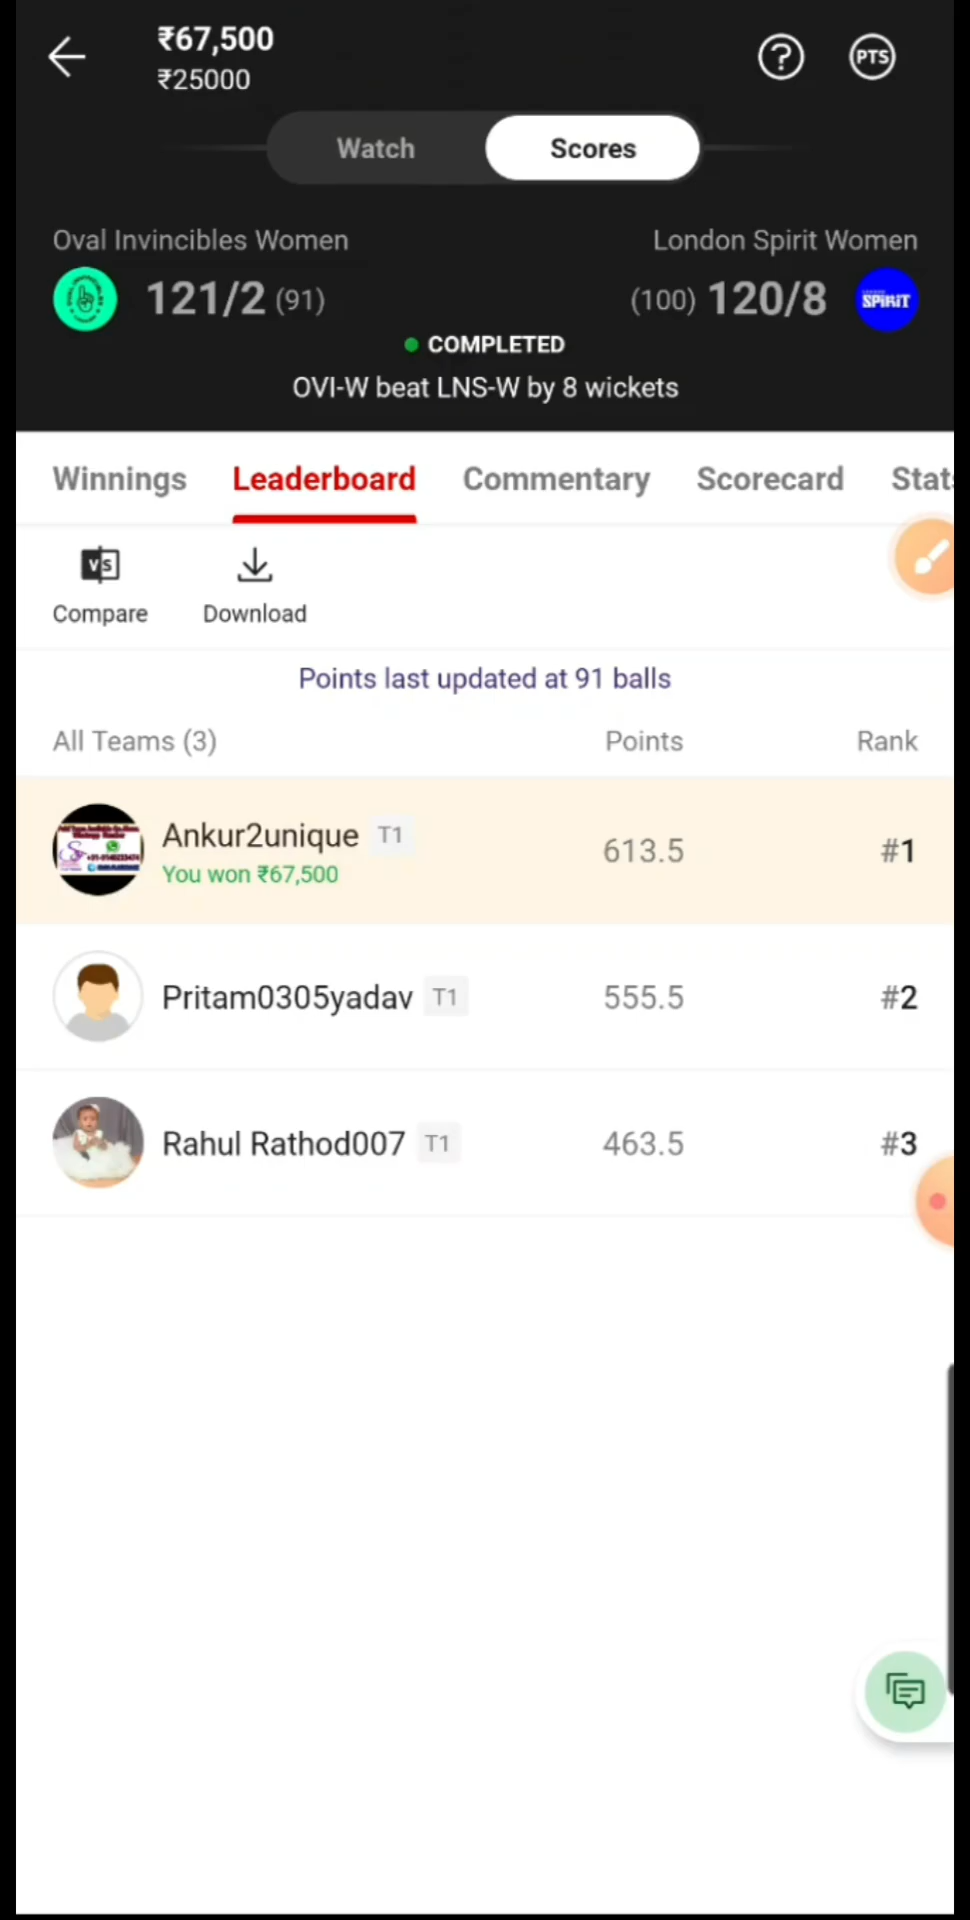 ₹67,500
₹25000
?
PTS
Watch
Scores
Oval Invincibles Women
London Spirit Women
121/2 (91)
(100) 120/8
SPIRIT
COMPLETED
OVI-W beat LNS-W by 8 wickets
Winnings
Leaderboard
Commentary
Scorecard
Stats
VS
Compare
Download
Points last updated at 91 balls
All Teams (3)
Points
Rank
Ankur2unique T1
You won ₹67,500
613.5
#1
Pritam0305yadav T1
555.5
#2
Rahul Rathod007 T1
463.5
#3